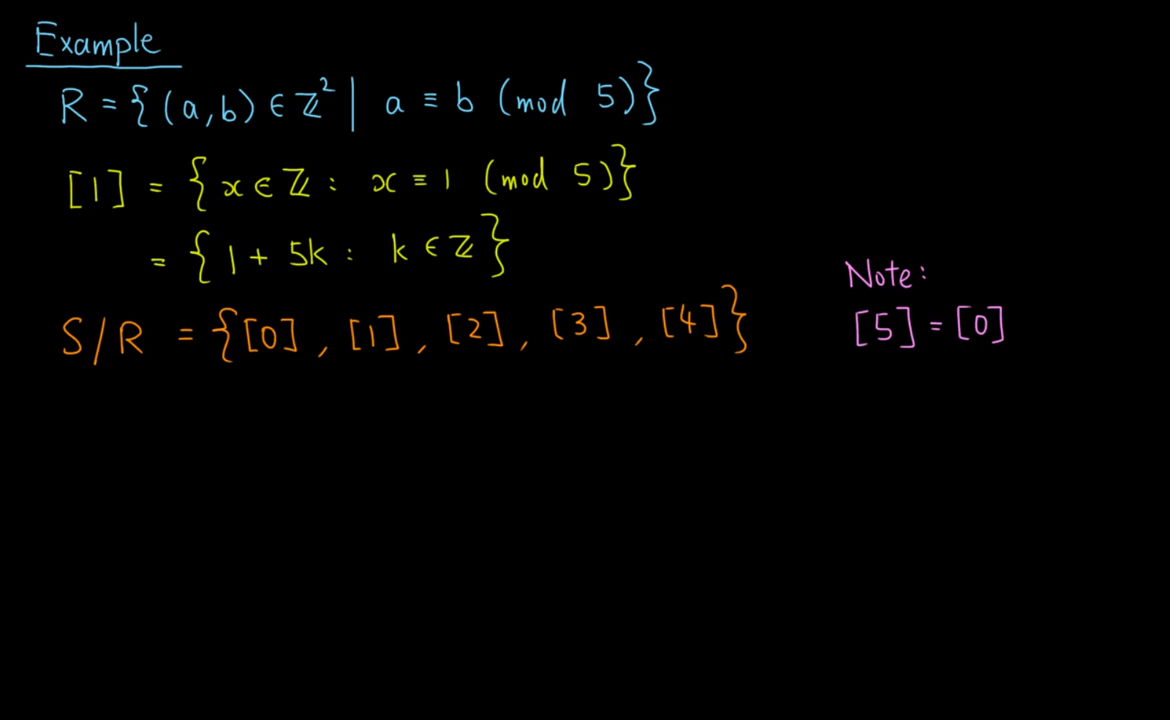 Example
R = {(a,b) ∈ ℤ² | a ≡ b (mod 5)}
[1] = {x ∈ ℤ : x ≡ 1 (mod 5)}
= {1 + 5k : k ∈ ℤ}
S/R = {[0], [1], [2], [3], [4]}
Note:
[5] = [0]